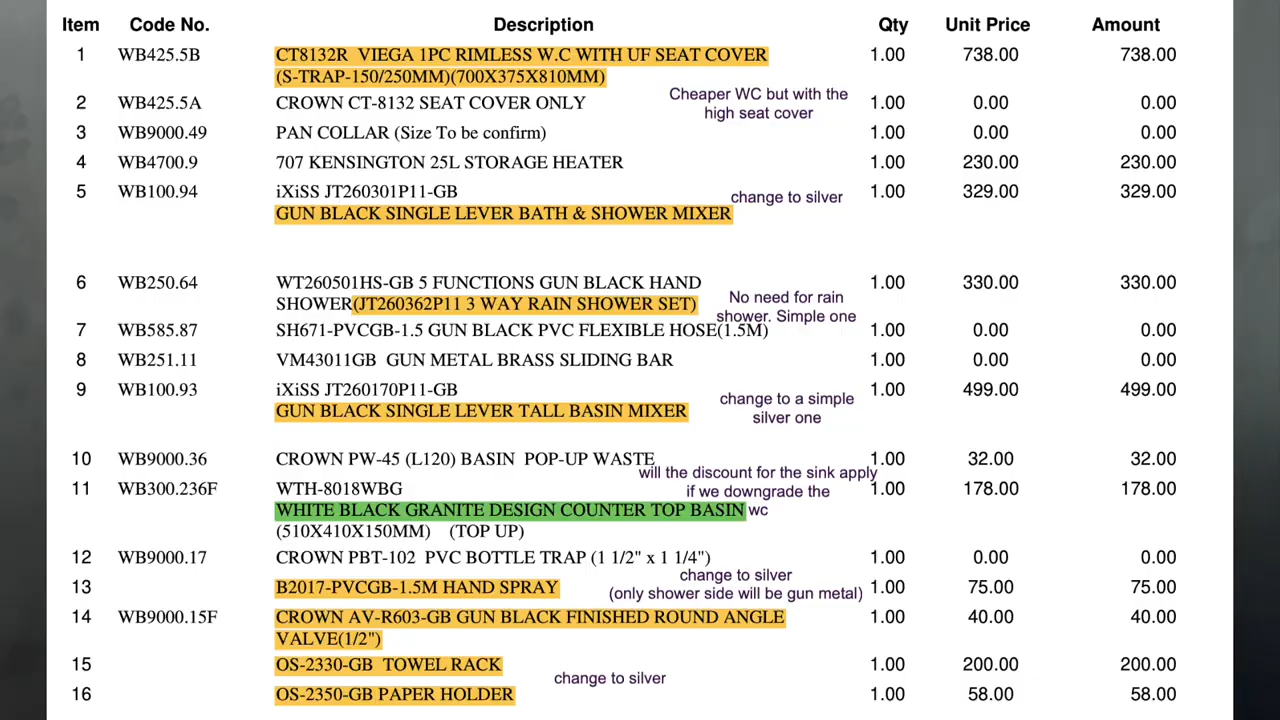 Item Code No. Description Qty Unit Price Amount
1 WB425.5B CT8132R VIEGA 1PC RIMLESS W.C WITH UF SEAT COVER 1.00 738.00 738.00
(S-TRAP-150/250MM)(700X375X810MM)
Cheaper WC but with the
2 WB425.5A CROWN CT-8132 SEAT COVER ONLY 1.00 0.00 0.00
high seat cover
3 WB9000.49 PAN COLLAR (Size To be confirm) 1.00 0.00 0.00
4 WB4700.9 707 KENSINGTON 25L STORAGE HEATER 1.00 230.00 230.00
5 WB100.94 iXiSS JT260301P11-GB 1.00 329.00 329.00
change to silver
GUN BLACK SINGLE LEVER BATH & SHOWER MIXER
6 WB250.64 WT260501HS-GB 5 FUNCTIONS GUN BLACK HAND 1.00 330.00 330.00
SHOWER(JT260362P11 3 WAY RAIN SHOWER SET)
No need for rain
shower. Simple one
7 WB585.87 SH671-PVCGB-1.5 GUN BLACK PVC FLEXIBLE HOSE(1.5M) 1.00 0.00 0.00
8 WB251.11 VM43011GB GUN METAL BRASS SLIDING BAR 1.00 0.00 0.00
9 WB100.93 iXiSS JT260170P11-GB 1.00 499.00 499.00
GUN BLACK SINGLE LEVER TALL BASIN MIXER
change to a simple
silver one
10 WB9000.36 CROWN PW-45 (L120) BASIN POP-UP WASTE 1.00 32.00 32.00
will the discount for the sink apply
if we downgrade the
wc
11 WB300.236F WTH-8018WBG 1.00 178.00 178.00
WHITE BLACK GRANITE DESIGN COUNTER TOP BASIN
(510X410X150MM) (TOP UP)
12 WB9000.17 CROWN PBT-102 PVC BOTTLE TRAP (1 1/2" x 1 1/4") 1.00 0.00 0.00
change to silver
(only shower side will be gun metal)
13 B2017-PVCGB-1.5M HAND SPRAY 1.00 75.00 75.00
14 WB9000.15F CROWN AV-R603-GB GUN BLACK FINISHED ROUND ANGLE 1.00 40.00 40.00
VALVE(1/2")
15 OS-2330-GB TOWEL RACK 1.00 200.00 200.00
change to silver
16 OS-2350-GB PAPER HOLDER 1.00 58.00 58.00